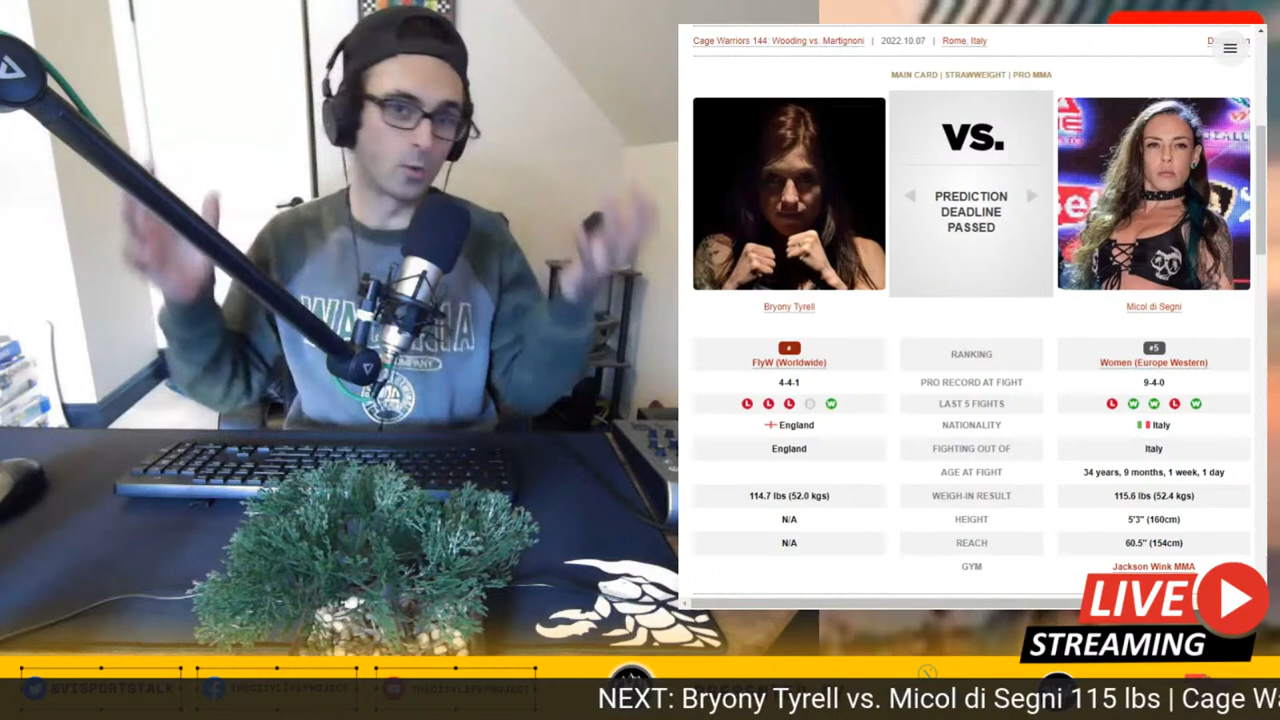 Cage Warriors 144: Wooding vs. Martignoni | 2022.10.07 | Rome, Italy
MAIN CARD | STRAWWEIGHT | PRO MMA
VS.
PREDICTION
DEADLINE
PASSED
Bryony Tyrell
Micol di Segni
# #5
FlyW (Worldwide) RANKING Women (Europe Western)
4-4-1 PRO RECORD AT FIGHT 9-4-0
L L L D W LAST 5 FIGHTS L W W L W
England NATIONALITY Italy
England FIGHTING OUT OF Italy
AGE AT FIGHT 34 years, 9 months, 1 week, 1 day
114.7 lbs (52.0 kgs) WEIGH-IN RESULT 115.6 lbs (52.4 kgs)
N/A HEIGHT 5'3" (160cm)
N/A REACH 60.5" (154cm)
GYM Jackson Wink MMA
LIVE
STREAMING
@VISPORTSTALK
THECITYLIFEPROJECT
THECITYLIFEPROJECT
NEXT: Bryony Tyrell vs. Micol di Segni 115 lbs | Cage Wa